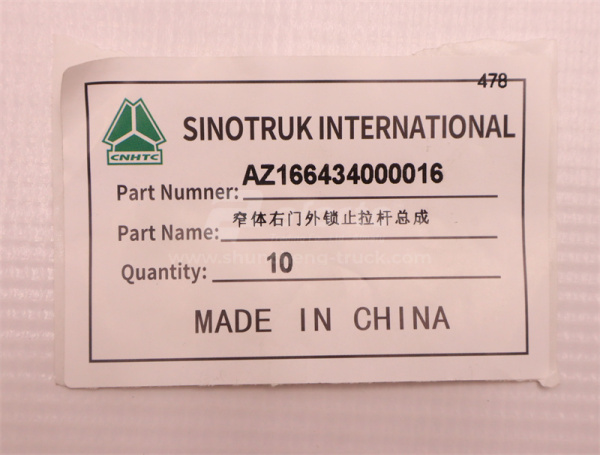 478
CNHTC
SINOTRUK INTERNATIONAL
Part Numner: AZ166434000016
Part Name: 窄体右门外锁止拉杆总成
Quantity: 10
MADE IN CHINA